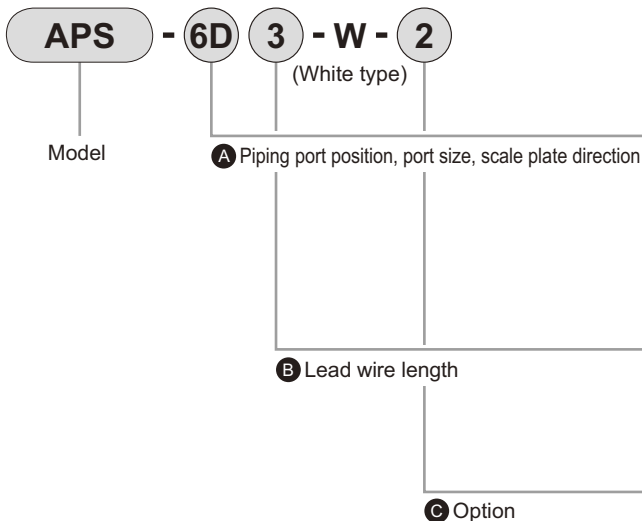 APS - 6D 3 - W - 2
(White type)
Model
A Piping port position, port size, scale plate direction
B Lead wire length
C Option